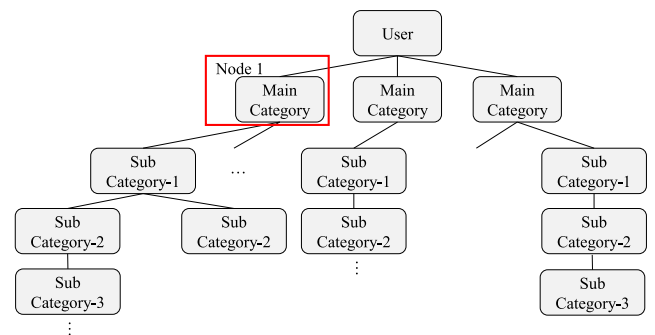 User
Node 1
Main
Category
Main
Category
Main
Category
Sub
Category-1
...
Sub
Category-1
Sub
Category-1
Sub
Category-2
Sub
Category-2
Sub
Category-2
Sub
Category-2
Sub
Category-3
⋮
Sub
Category-3
⋮